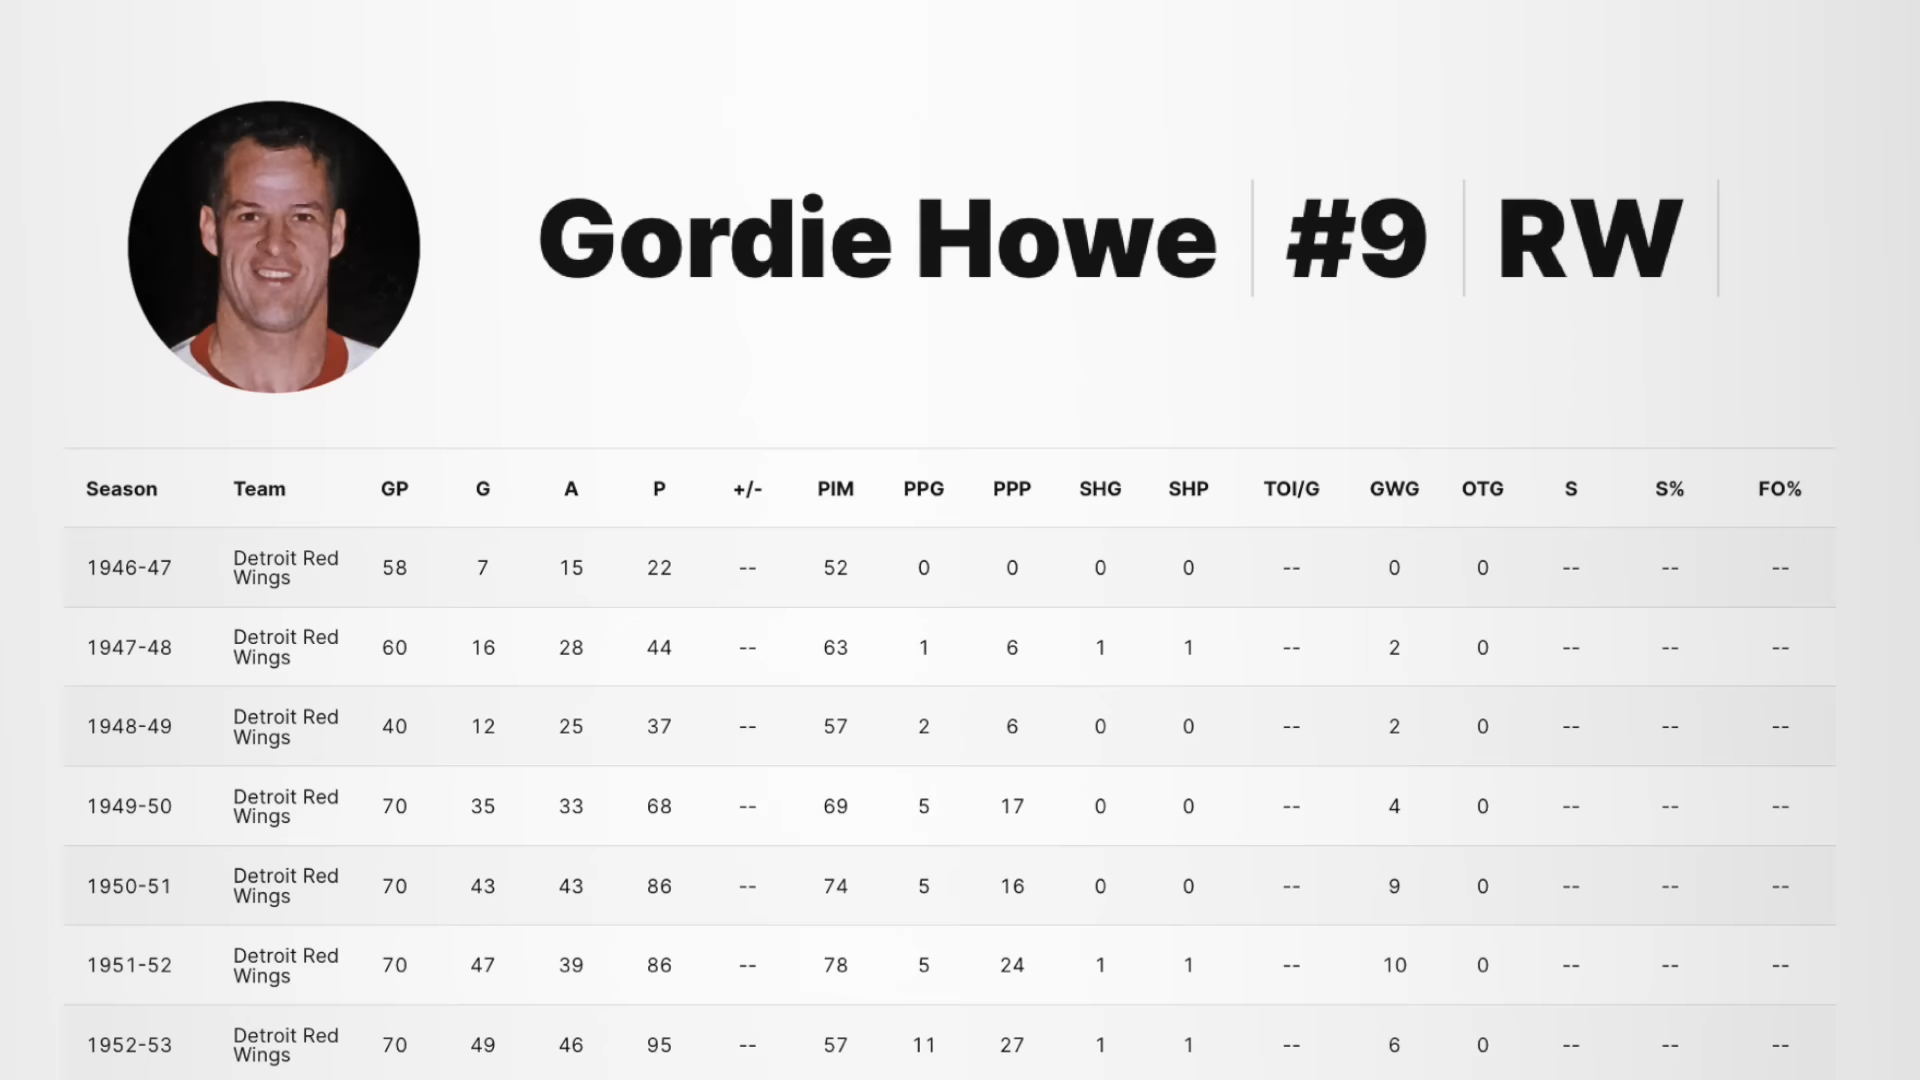 Gordie Howe #9 RW
Season Team GP G A P +/- PIM PPG PPP SHG SHP TOI/G GWG OTG S S% FO%
1946-47 Detroit Red Wings 58 7 15 22 -- 52 0 0 0 0 -- 0 0 -- -- --
1947-48 Detroit Red Wings 60 16 28 44 -- 63 1 6 1 1 -- 2 0 -- -- --
1948-49 Detroit Red Wings 40 12 25 37 -- 57 2 6 0 0 -- 2 0 -- -- --
1949-50 Detroit Red Wings 70 35 33 68 -- 69 5 17 0 0 -- 4 0 -- -- --
1950-51 Detroit Red Wings 70 43 43 86 -- 74 5 16 0 0 -- 9 0 -- -- --
1951-52 Detroit Red Wings 70 47 39 86 -- 78 5 24 1 1 -- 10 0 -- -- --
1952-53 Detroit Red Wings 70 49 46 95 -- 57 11 27 1 1 -- 6 0 -- -- --